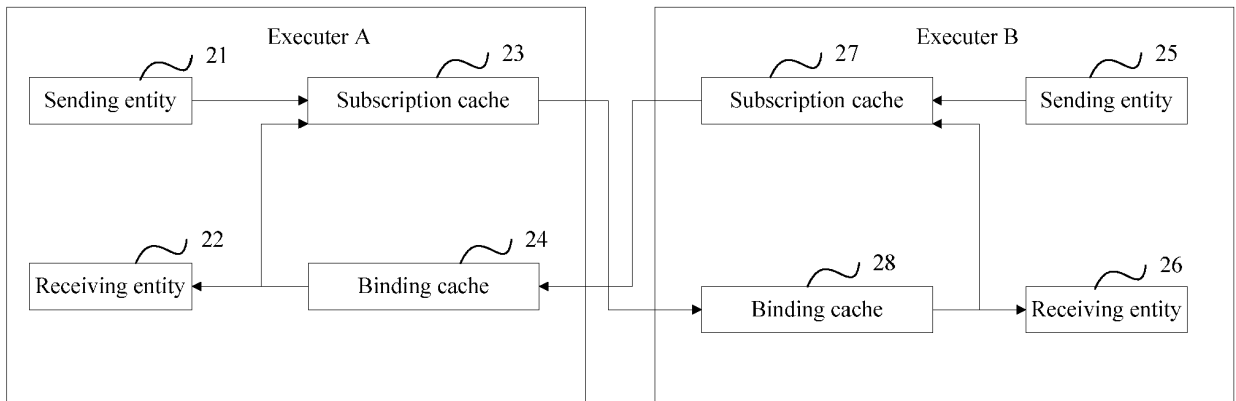 Executer A
21
23
Sending entity
Subscription cache
22
24
Receiving entity
Binding cache
Executer B
27
25
Subscription cache
Sending entity
28
26
Binding cache
Receiving entity